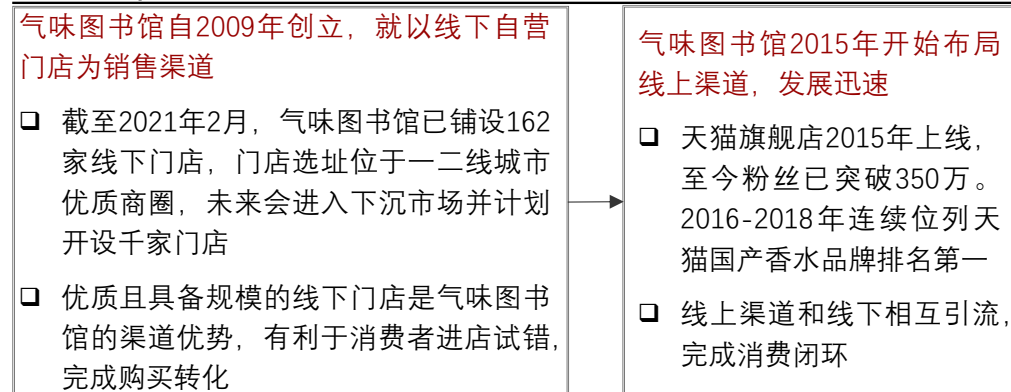 气味图书馆自2009年创立，就以线下自营
门店为销售渠道
截至2021年2月，气味图书馆已铺设162
家线下门店，门店选址位于一二线城市
优质商圈，未来会进入下沉市场并计划
开设千家门店
优质且具备规模的线下门店是气味图书
馆的渠道优势，有利于消费者进店试错,
完成购买转化
气味图书馆2015年开始布局
线上渠道，发展迅速
天猫旗舰店2015年上线，
至今粉丝已突破350万。
2016-2018年连续位列天
猫国产香水品牌排名第一
线上渠道和线下相互引流,
完成消费闭环